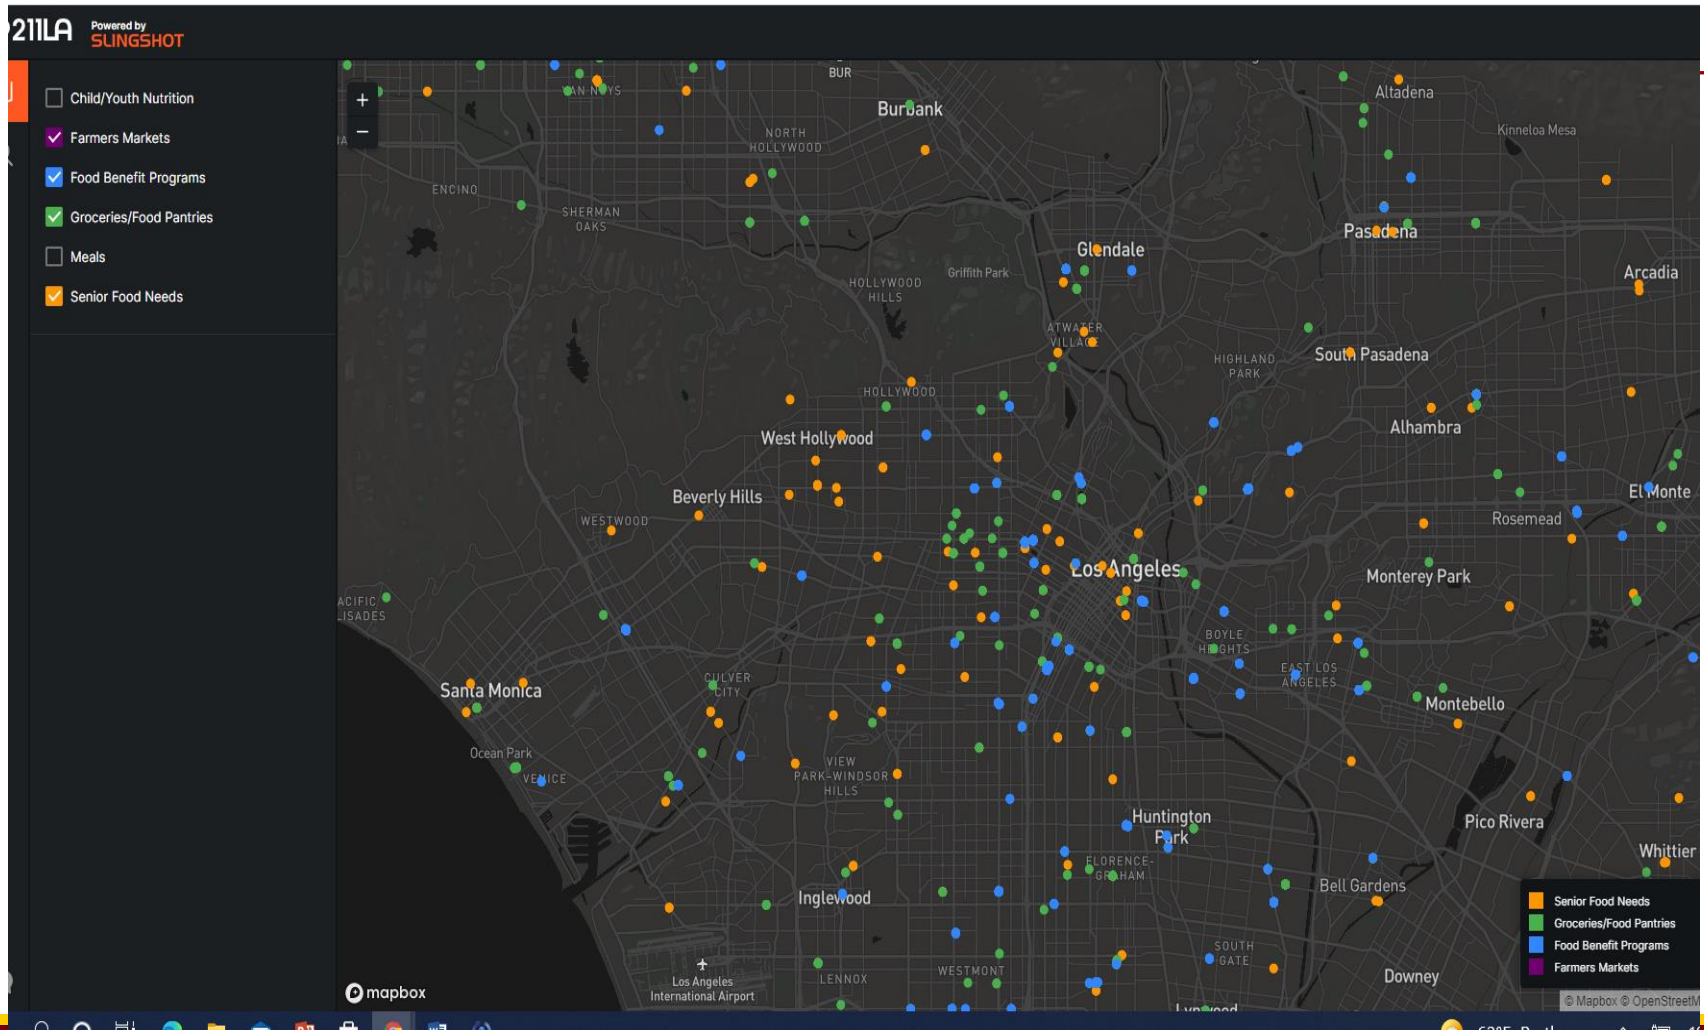 211LA
Powered by
SLINGSHOT
Child/Youth Nutrition
Farmers Markets
Food Benefit Programs
Groceries/Food Pantries
Meals
Senior Food Needs
+
−
BUR
VAN NUYS
Burbank
NORTH
HOLLYWOOD
ENCINO
SHERMAN
OAKS
Altadena
Kinneloa Mesa
Pasadena
Glendale
Griffith Park
HOLLYWOOD
HILLS
Arcadia
ATWATER
VILLAGE
HIGHLAND
PARK
South Pasadena
HOLLYWOOD
West Hollywood
Alhambra
Beverly Hills
WESTWOOD
El Monte
Rosemead
Los Angeles
Monterey Park
ACIFIC
LISADES
BOYLE
HEIGHTS
EAST LOS
ANGELES
Santa Monica
CULVER
CITY
Montebello
Ocean Park
VENICE
VIEW
PARK-WINDSOR
HILLS
Huntington
Park
Pico Rivera
Whittier
FLORENCE-
GRAHAM
Inglewood
Bell Gardens
SOUTH
GATE
Downey
Los Angeles
International Airport
LENNOX
WESTMONT
Lynwood
mapbox
Senior Food Needs
Groceries/Food Pantries
Food Benefit Programs
Farmers Markets
© Mapbox © OpenStreetM